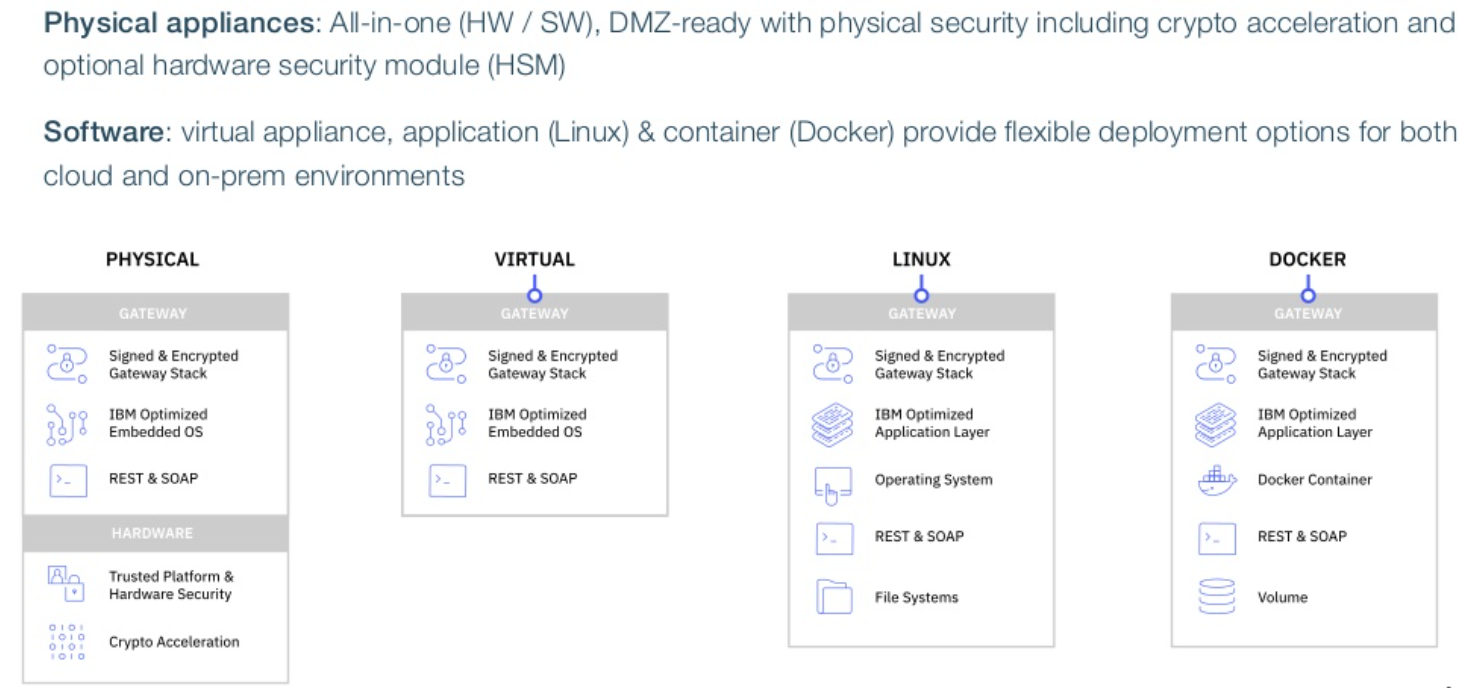 Physical appliances: All-in-one (HW / SW), DMZ-ready with physical security including crypto acceleration and
optional hardware security module (HSM)
Software: virtual appliance, application (Linux) & container (Docker) provide flexible deployment options for both
cloud and on-prem environments
PHYSICAL
GATEWAY
Signed & Encrypted
Gateway Stack
IBM Optimized
Embedded OS
REST & SOAP
HARDWARE
Trusted Platform &
Hardware Security
Crypto Acceleration
VIRTUAL
GATEWAY
Signed & Encrypted
Gateway Stack
IBM Optimized
Embedded OS
REST & SOAP
LINUX
GATEWAY
Signed & Encrypted
Gateway Stack
IBM Optimized
Application Layer
Operating System
REST & SOAP
File Systems
DOCKER
GATEWAY
Signed & Encrypted
Gateway Stack
IBM Optimized
Application Layer
Docker Container
REST & SOAP
Volume